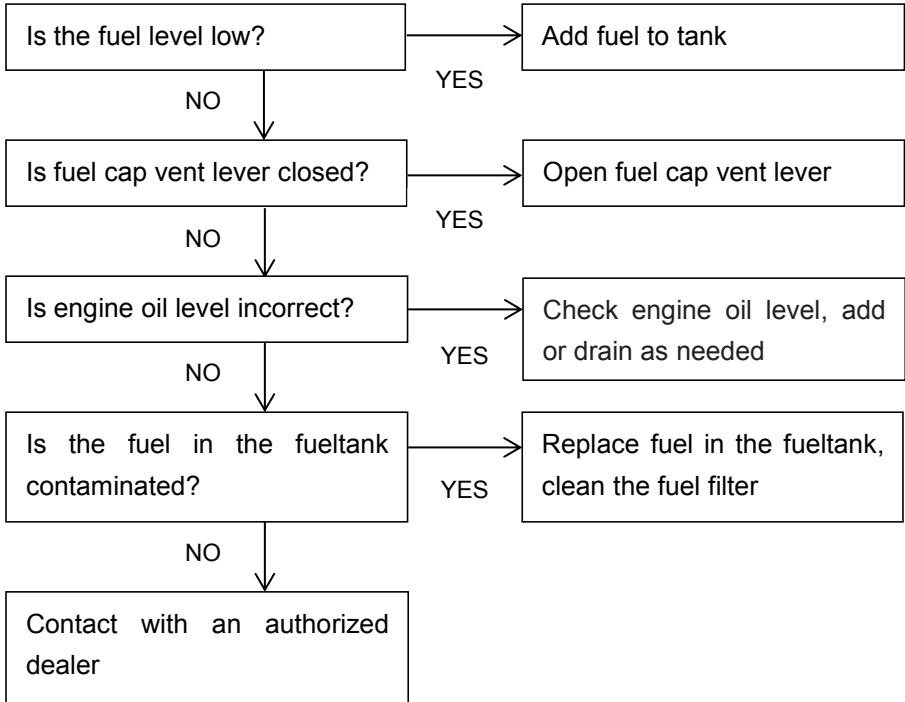 Is the fuel level low?
Add fuel to tank
YES
NO
Is fuel cap vent lever closed?
Open fuel cap vent lever
YES
NO
Is engine oil level incorrect?
Check engine oil level, add
or drain as needed
YES
NO
Is the fuel in the fueltank
contaminated?
Replace fuel in the fueltank,
clean the fuel filter
YES
NO
Contact with an authorized
dealer